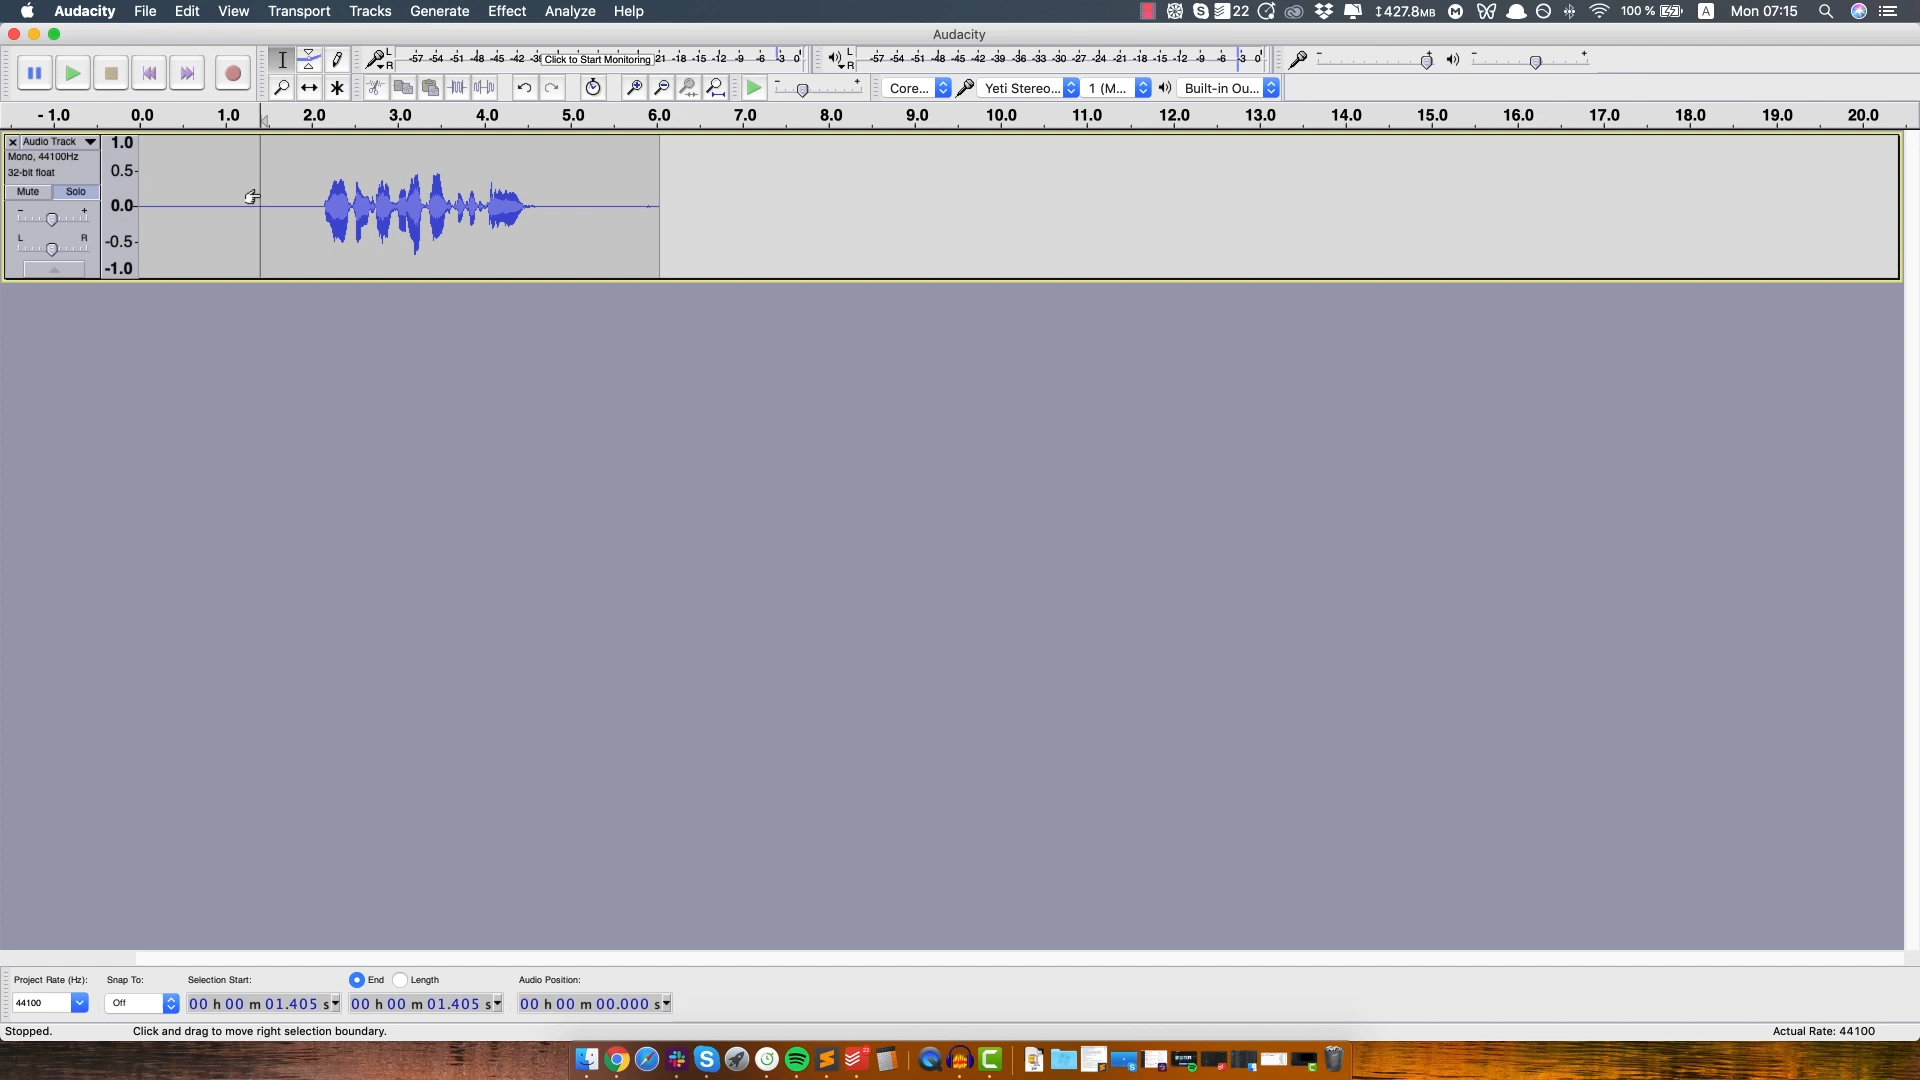 Audacity File Edit View Transport Tracks Generate Effect Analyze Help 22 ↕427.8MB 100 % A Mon 07:15
Audacity
L R -57 -54 -51 -48 -45 -42 Click to Start Monitoring 21 -18 -15 -12 -9 -6 -3 0 L R -57 -54 -51 -48 -45 -42 -39 -36 -33 -30 -27 -24 -21 -18 -15 -12 -9 -6 -3 0 - + - +
- + Core... Yeti Stereo... 1 (M... Built-in Ou...
-1.0 0.0 1.0 2.0 3.0 4.0 5.0 6.0 7.0 8.0 9.0 10.0 11.0 12.0 13.0 14.0 15.0 16.0 17.0 18.0 19.0 20.0
Audio Track 1.0
Mono, 44100Hz
32-bit float 0.5
Mute Solo
- + 0.0
L R -0.5
-1.0
Project Rate (Hz): Snap To: Selection Start: End Length Audio Position:
44100 Off 00 h 00 m 01.405 s 00 h 00 m 01.405 s 00 h 00 m 00.000 s
Stopped. Click and drag to move right selection boundary. Actual Rate: 44100